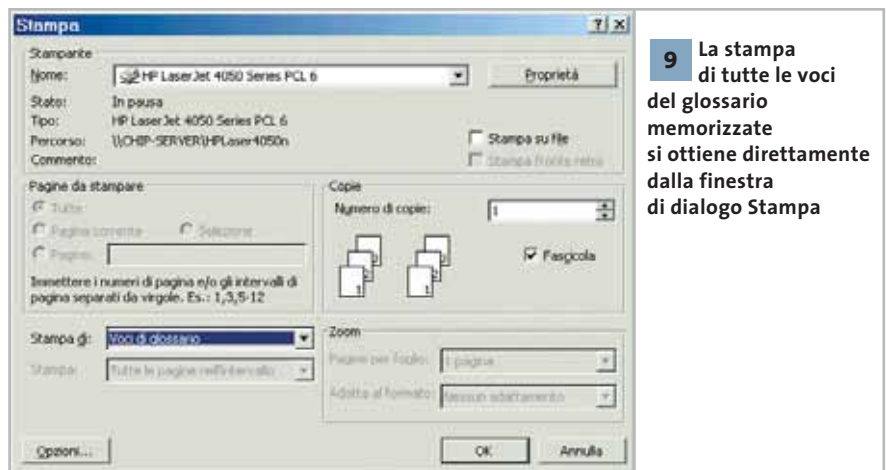 Stampa
Stampante
Nome: HP LaserJet 4050 Series PCL 6
Proprietà
Stato: In pausa
Tipo: HP LaserJet 4050 Series PCL 6
Percorso: \\CHIP-SERVER\HPLaser4050n
Commento:
Stampa su file
Stampa fronte retro
Pagine da stampare
Tutte
Pagina corrente Selezione
Pagine:
Immettere i numeri di pagina e/o gli intervalli di
pagina separati da virgole. Es.: 1,3,5-12
Copie
Numero di copie: 1
1 2
1 2
Fascicola
Stampa di: Voci di glossario
Stampa: Tutte le pagine nell'intervallo
Zoom
Pagine per foglio: 1 pagina
Adatta al formato: Nessun adattamento
Opzioni...
OK
Annulla
9 La stampa
di tutte le voci
del glossario
memorizzate
si ottiene direttamente
dalla finestra
di dialogo Stampa